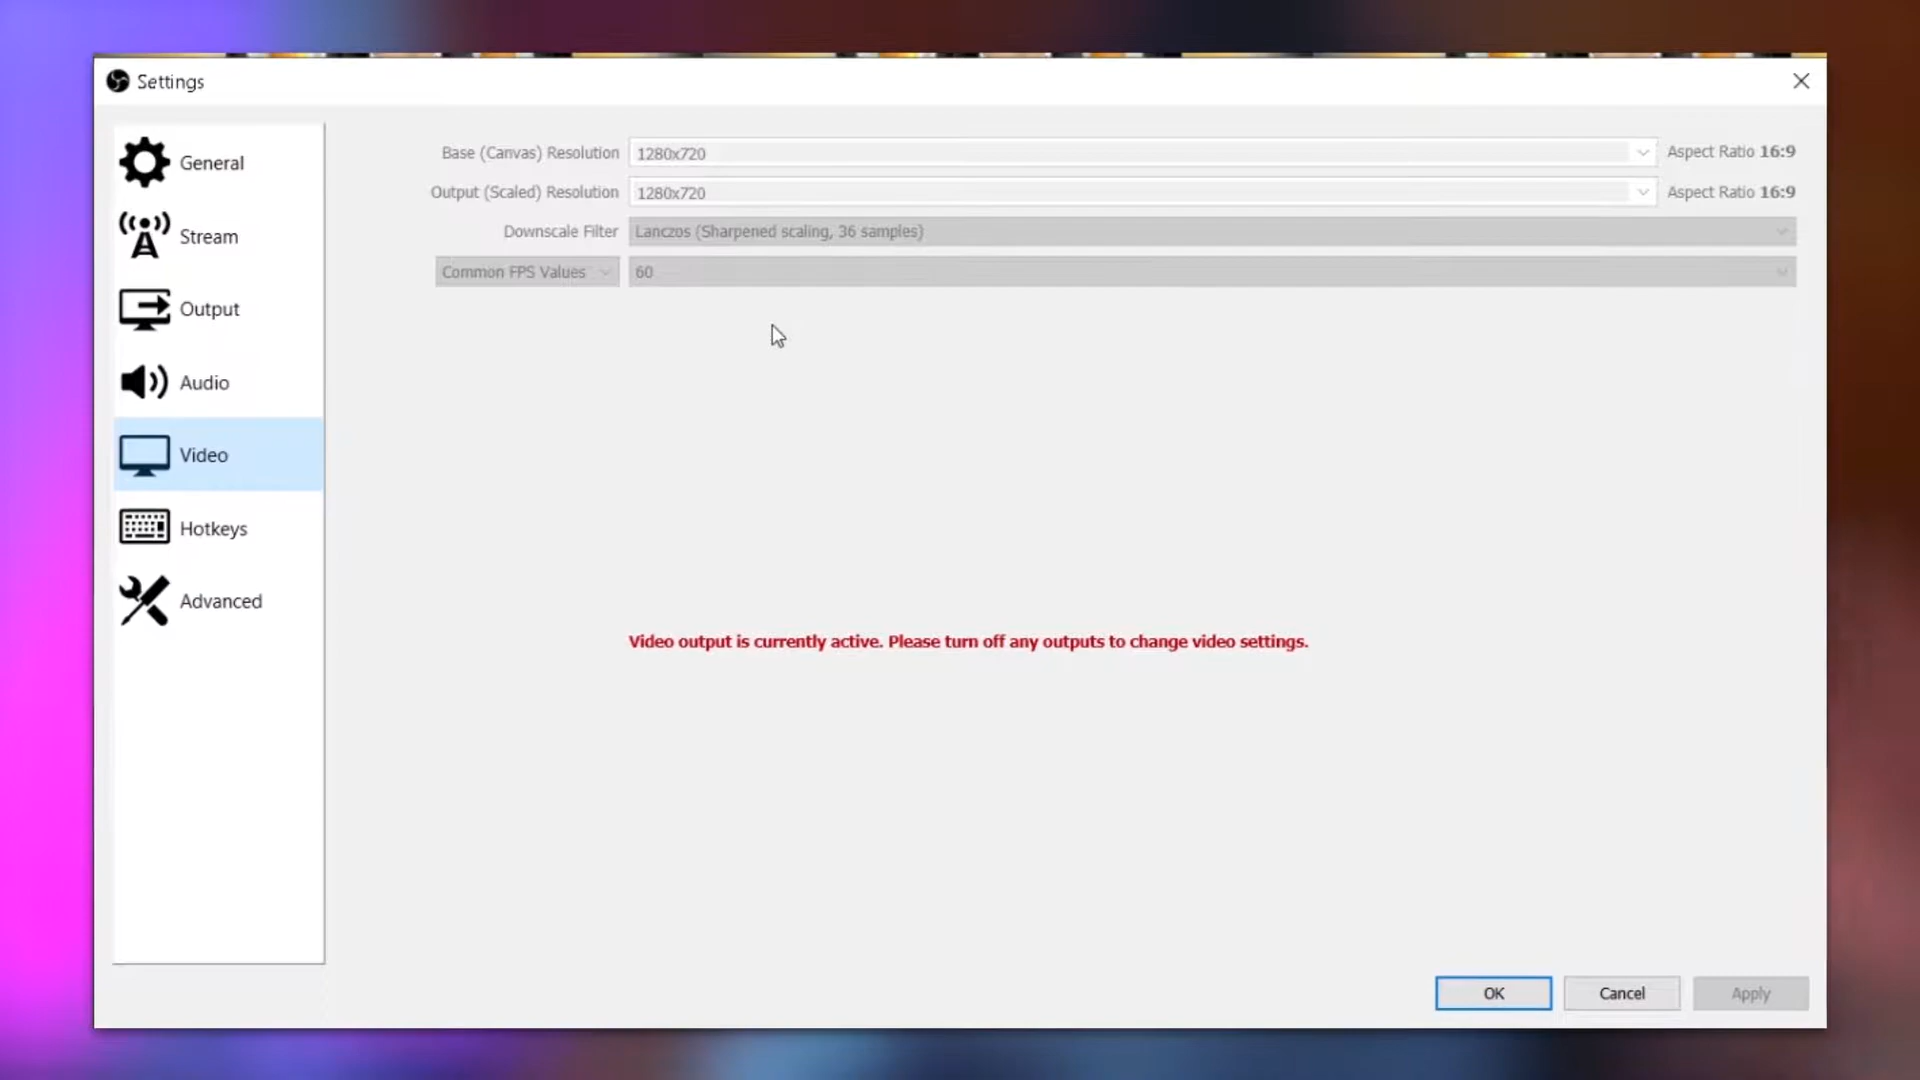 Settings
General
Stream
Output
Audio
Video
Hotkeys
Advanced
Base (Canvas) Resolution 1280x720 Aspect Ratio 16:9
Output (Scaled) Resolution 1280x720 Aspect Ratio 16:9
Downscale Filter Lanczos (Sharpened scaling, 36 samples)
Common FPS Values 60
Video output is currently active. Please turn off any outputs to change video settings.
OK Cancel Apply